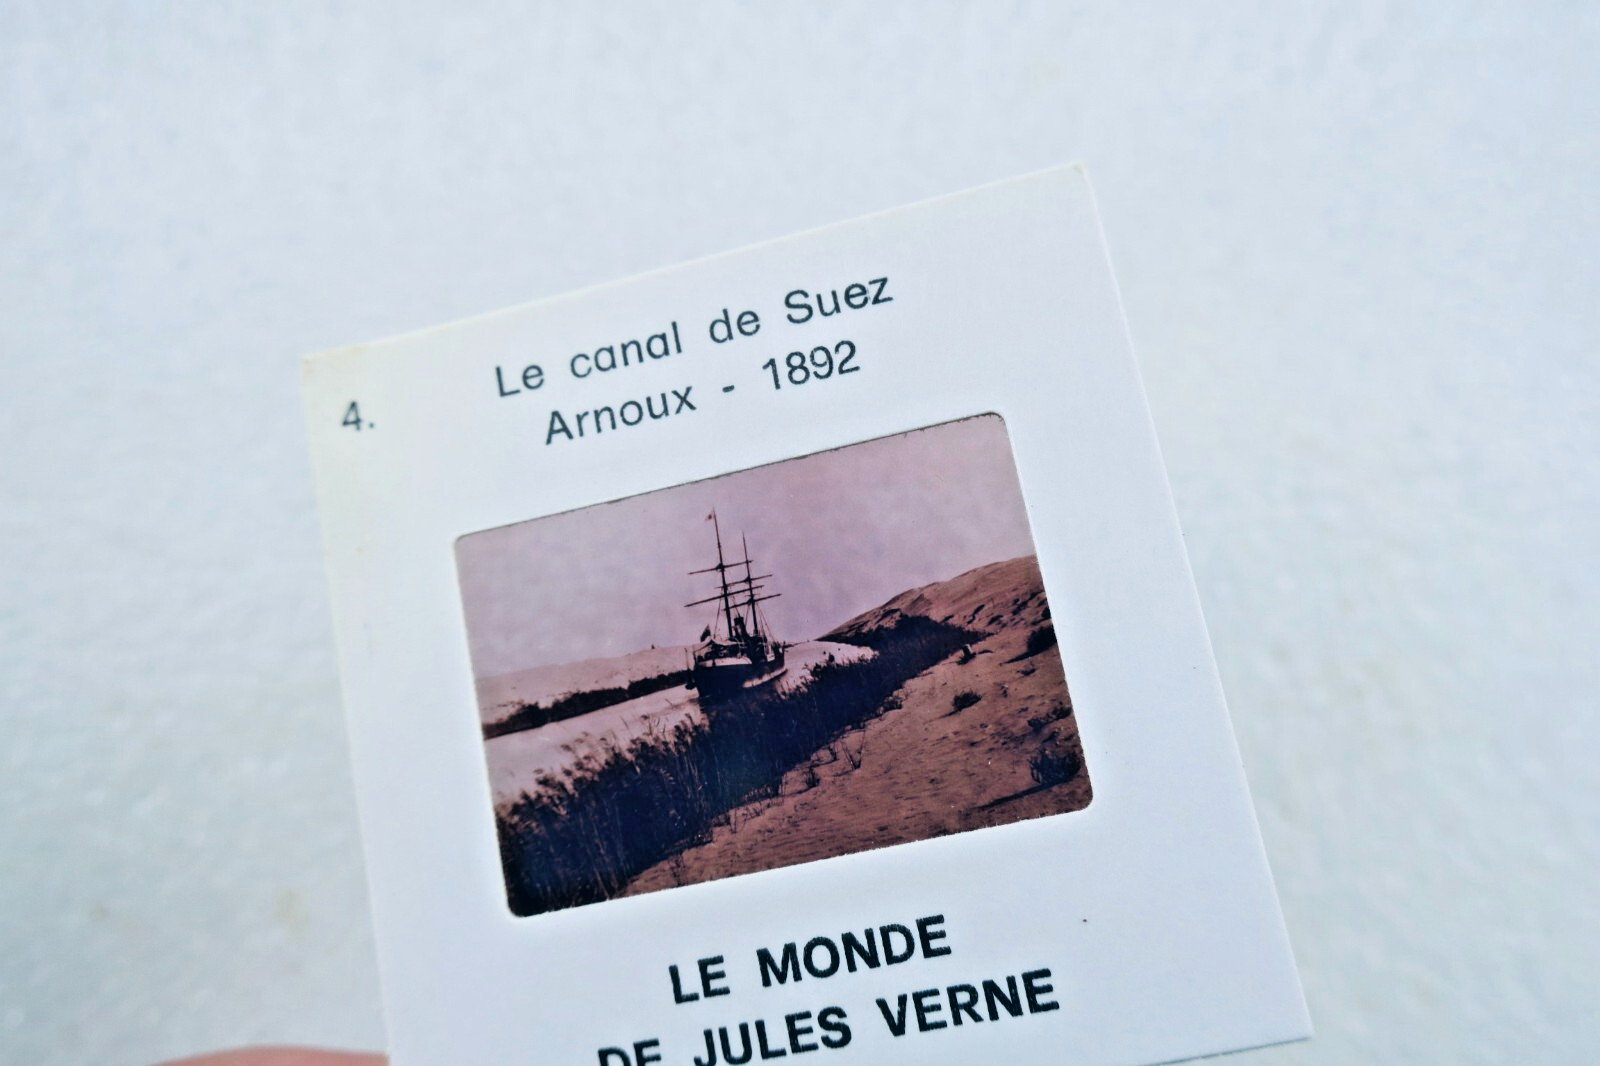 4.
Le canal de Suez
Arnoux - 1892
LE MONDE
DE JULES VERNE